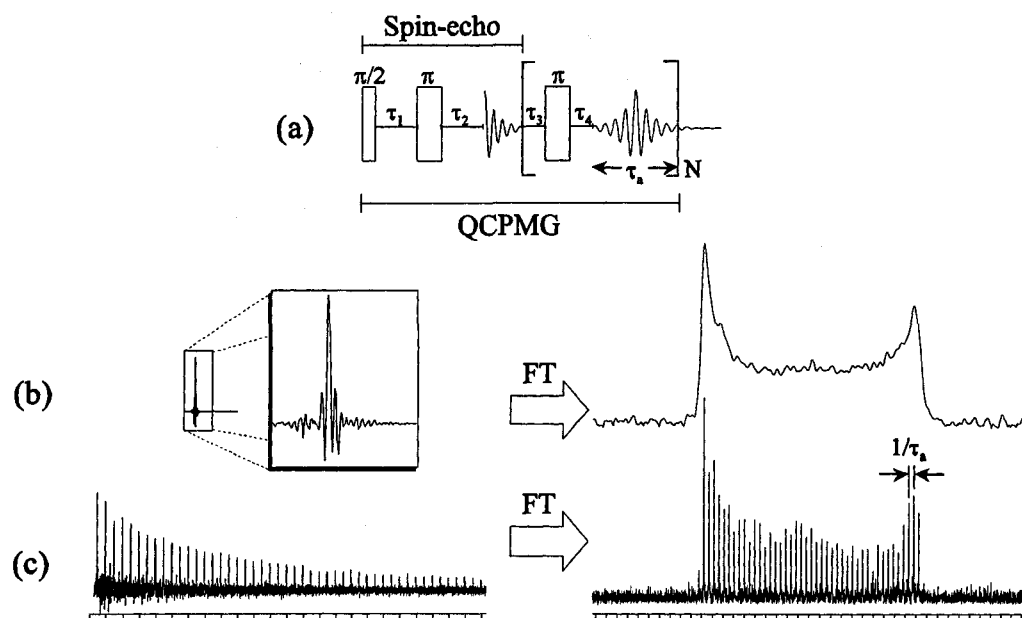 Spin-echo
π/2 π π
(a) τ₁ τ₂ τ₃ τ₄
τₐ N
QCPMG
(b) FT
1/τₐ
FT
(c)